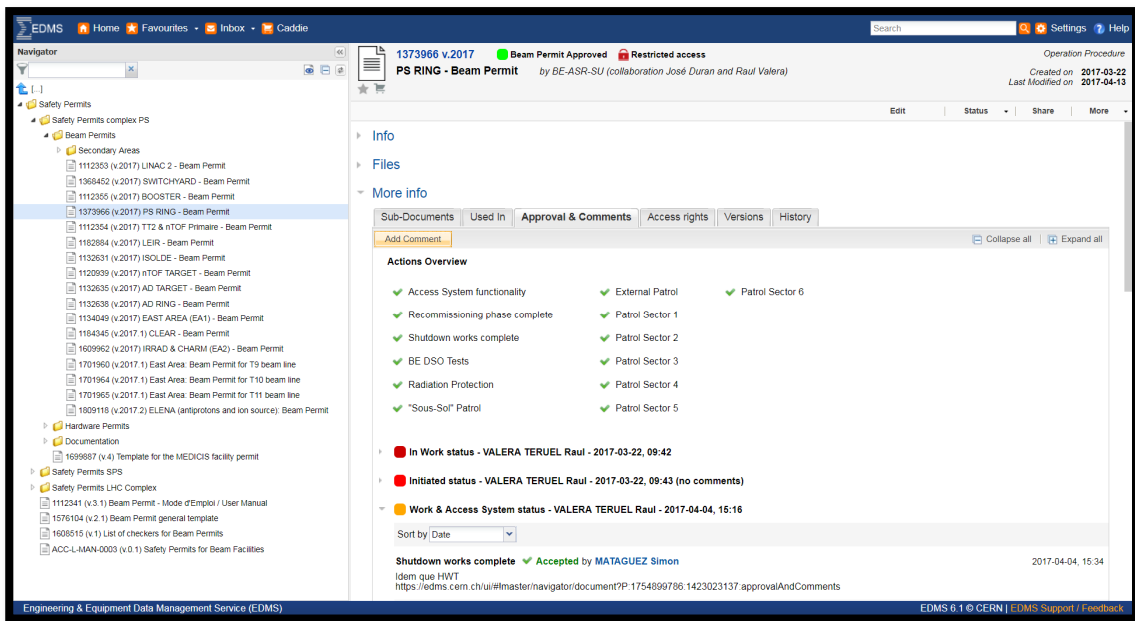 EDMS Home Favourites Inbox Caddie Search Settings Help
Navigator
[...]
Safety Permits
Safety Permits complex PS
Beam Permits
Secondary Areas
1112353 (v.2017) LINAC 2 - Beam Permit
1368452 (v.2017) SWITCHYARD - Beam Permit
1112355 (v.2017) BOOSTER - Beam Permit
1373966 (v.2017) PS RING - Beam Permit
1112354 (v.2017) TT2 & nTOF Primaire - Beam Permit
1182884 (v.2017) LEIR - Beam Permit
1132631 (v.2017) ISOLDE - Beam Permit
1120939 (v.2017) nTOF TARGET - Beam Permit
1132635 (v.2017) AD TARGET - Beam Permit
1132638 (v.2017) AD RING - Beam Permit
1134049 (v.2017) EAST AREA (EA1) - Beam Permit
1184345 (v.2017.1) CLEAR - Beam Permit
1609962 (v.2017) IRRAD & CHARM (EA2) - Beam Permit
1701960 (v.2017.1) East Area: Beam Permit for T9 beam line
1701964 (v.2017.1) East Area: Beam Permit for T10 beam line
1701965 (v.2017.1) East Area: Beam Permit for T11 beam line
1809118 (v.2017.2) ELENA (antiprotons and ion source): Beam Permit
Hardware Permits
Documentation
1699887 (v.4) Template for the MEDICIS facility permit
Safety Permits SPS
Safety Permits LHC Complex
1112341 (v.3.1) Beam Permit - Mode d'Emploi / User Manual
1576104 (v.2.1) Beam Permit general template
1608515 (v.1) List of checkers for Beam Permits
ACC-L-MAN-0003 (v.0.1) Safety Permits for Beam Facilities
1373966 v.2017 Beam Permit Approved Restricted access Operation Procedure
PS RING - Beam Permit by BE-ASR-SU (collaboration José Duran and Raul Valera)
Created on 2017-03-22
Last Modified on 2017-04-13
Edit Status Share More
Info
Files
More info
Sub-Documents Used In Approval & Comments Access rights Versions History
Add Comment Collapse all Expand all
Actions Overview
Access System functionality External Patrol Patrol Sector 6
Recommissioning phase complete Patrol Sector 1
Shutdown works complete Patrol Sector 2
BE DSO Tests Patrol Sector 3
Radiation Protection Patrol Sector 4
"Sous-Sol" Patrol Patrol Sector 5
In Work status - VALERA TERUEL Raul - 2017-03-22, 09:42
Initiated status - VALERA TERUEL Raul - 2017-03-22, 09:43 (no comments)
Work & Access System status - VALERA TERUEL Raul - 2017-04-04, 15:16
Sort by Date
Shutdown works complete Accepted by MATAGUEZ Simon 2017-04-04, 15:34
Idem que HWT
https://edms.cern.ch/ui/#!master/navigator/document?P:1754899786:1423023137:approvalAndComments
Engineering & Equipment Data Management Service (EDMS) EDMS 6.1 © CERN | EDMS Support / Feedback